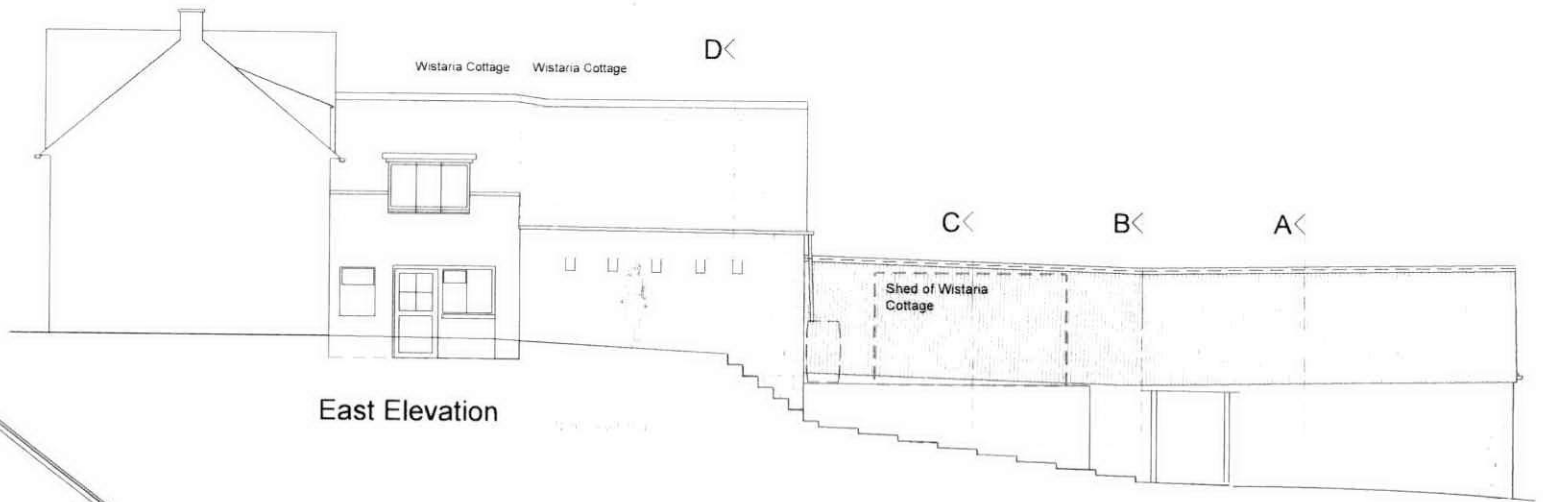 D
Wistaria Cottage Wistaria Cottage
C B A
Shed of Wistaria
Cottage
East Elevation